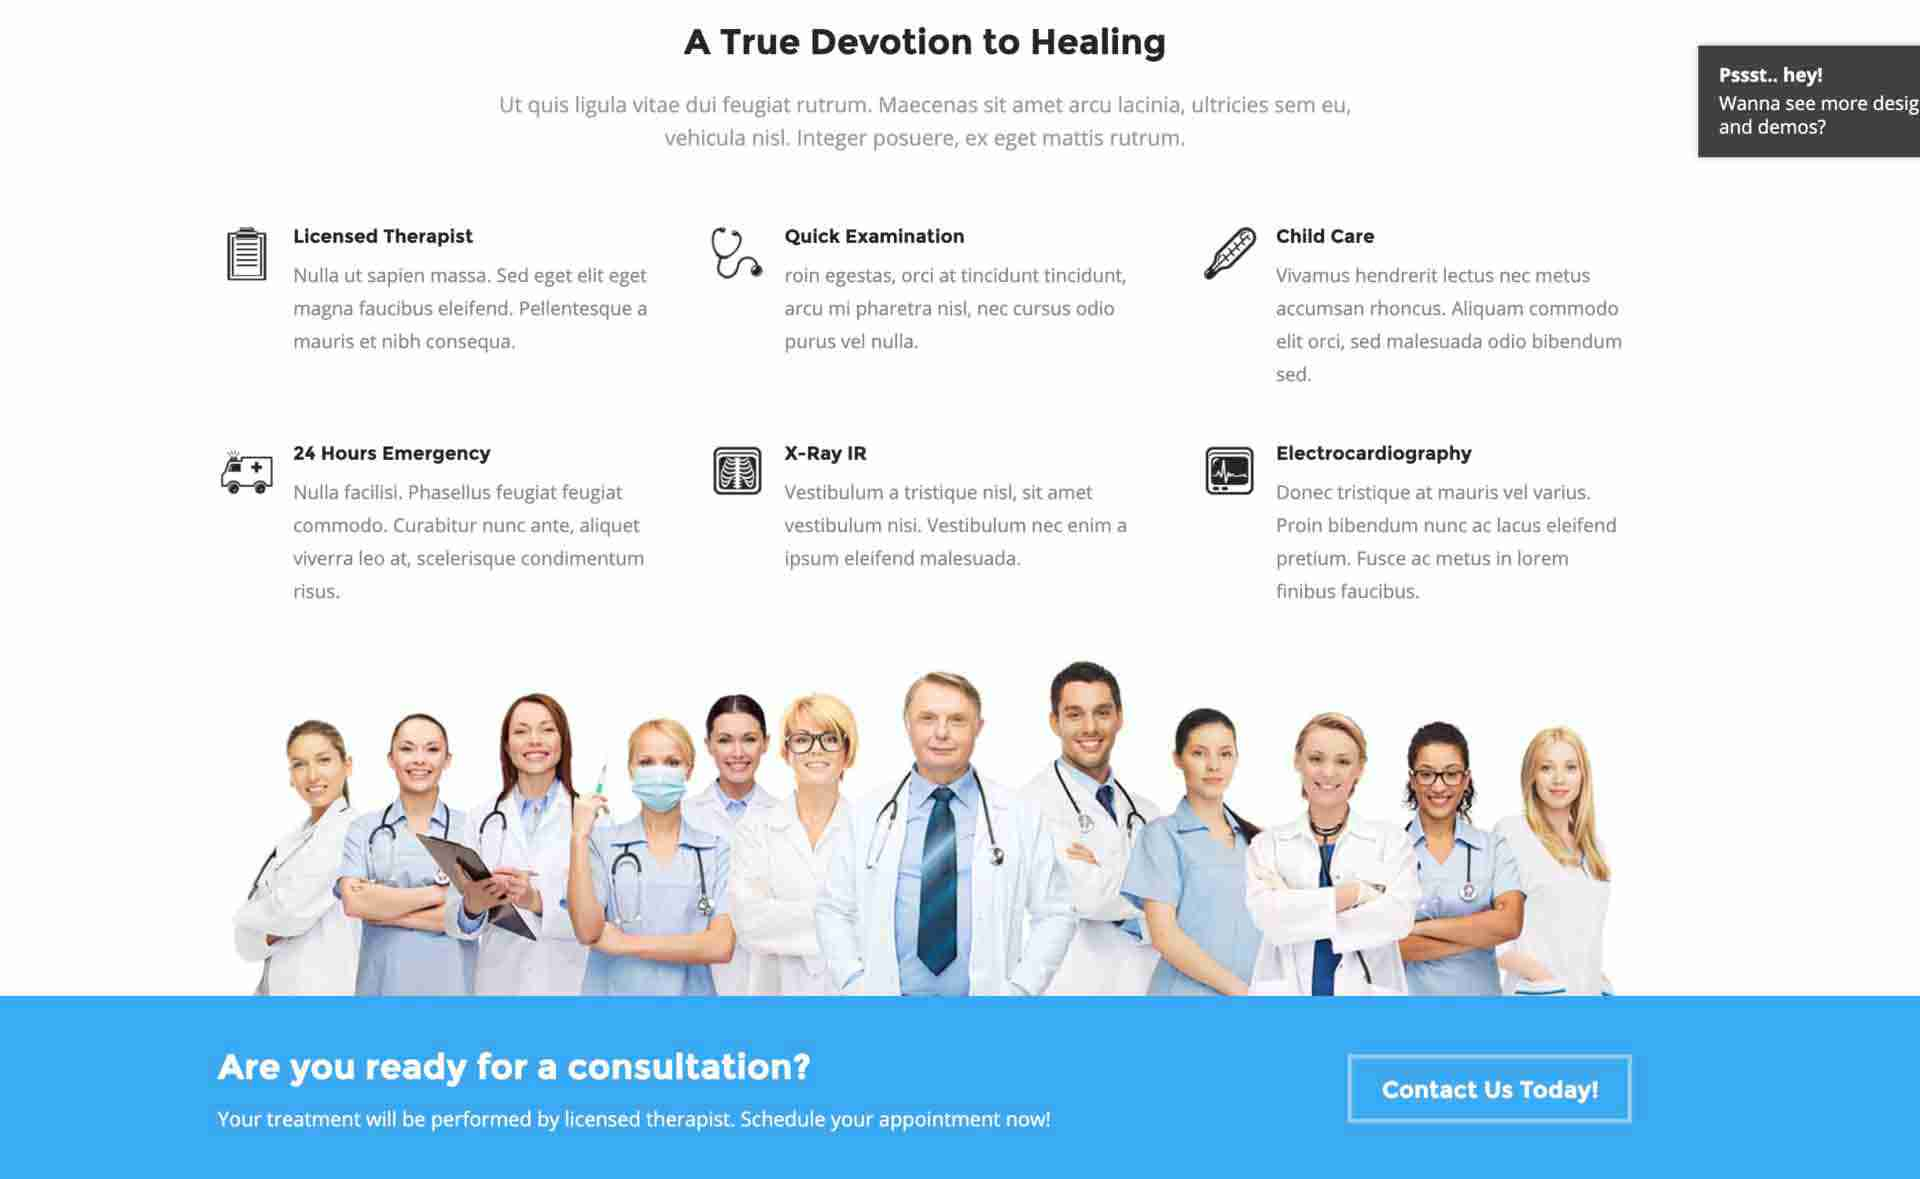 A True Devotion to Healing
Ut quis ligula vitae dui feugiat rutrum. Maecenas sit amet arcu lacinia, ultricies sem eu,
vehicula nisl. Integer posuere, ex eget mattis rutrum.
Pssst.. hey!
Wanna see more desig
and demos?
Licensed Therapist
Nulla ut sapien massa. Sed eget elit eget
magna faucibus eleifend. Pellentesque a
mauris et nibh consequa.
Quick Examination
roin egestas, orci at tincidunt tincidunt,
arcu mi pharetra nisl, nec cursus odio
purus vel nulla.
Child Care
Vivamus hendrerit lectus nec metus
accumsan rhoncus. Aliquam commodo
elit orci, sed malesuada odio bibendum
sed.
24 Hours Emergency
Nulla facilisi. Phasellus feugiat feugiat
commodo. Curabitur nunc ante, aliquet
viverra leo at, scelerisque condimentum
risus.
X-Ray IR
Vestibulum a tristique nisl, sit amet
vestibulum nisi. Vestibulum nec enim a
ipsum eleifend malesuada.
Electrocardiography
Donec tristique at mauris vel varius.
Proin bibendum nunc ac lacus eleifend
pretium. Fusce ac metus in lorem
finibus faucibus.
Are you ready for a consultation?
Your treatment will be performed by licensed therapist. Schedule your appointment now!
Contact Us Today!